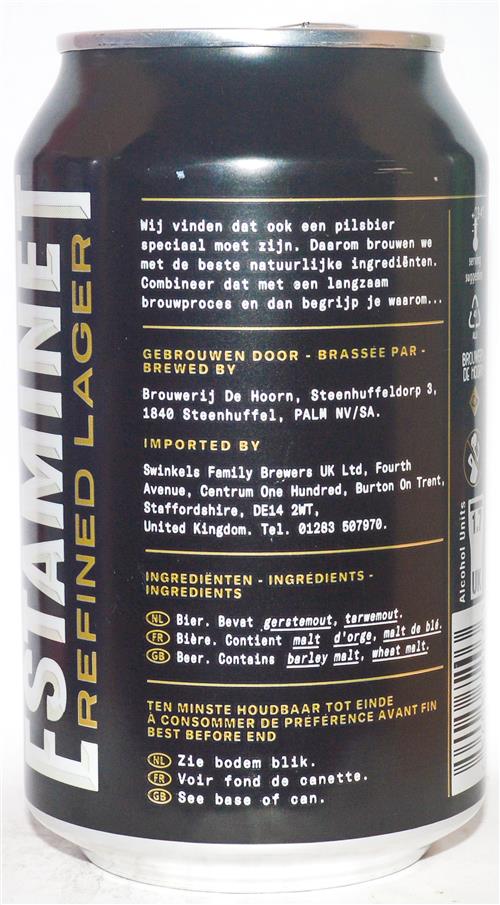 ESTAMINET
REFINED LAGER
Wij vinden dat ook een pilsbier
speciaal moet zijn. Daarom brouwen we
met de beste natuurlijke ingrediënten.
Combineer dat met een langzaam
brouwproces en dan begrijp je waarom...
GEBROUWEN DOOR - BRASSÉE PAR -
BREWED BY
Brouwerij De Hoorn, Steenhuffeldorp 3,
1840 Steenhuffel, PALM NV/SA.
IMPORTED BY
Swinkels Family Brewers UK Ltd, Fourth
Avenue, Centrum One Hundred, Burton On Trent,
Staffordshire, DE14 2WT,
United Kingdom. Tel. 01283 507970.
INGREDIËNTEN - INGRÉDIENTS -
INGREDIENTS
NL Bier. Bevat gerstemout, tarwemout.
FR Bière. Contient malt d'orge, malt de blé.
GB Beer. Contains barley malt, wheat malt.
TEN MINSTE HOUDBAAR TOT EINDE
À CONSOMMER DE PRÉFÉRENCE AVANT FIN
BEST BEFORE END
NL Zie bodem blik.
FR Voir fond de canette.
GB See base of can.
serving
DE
Alcohol Units